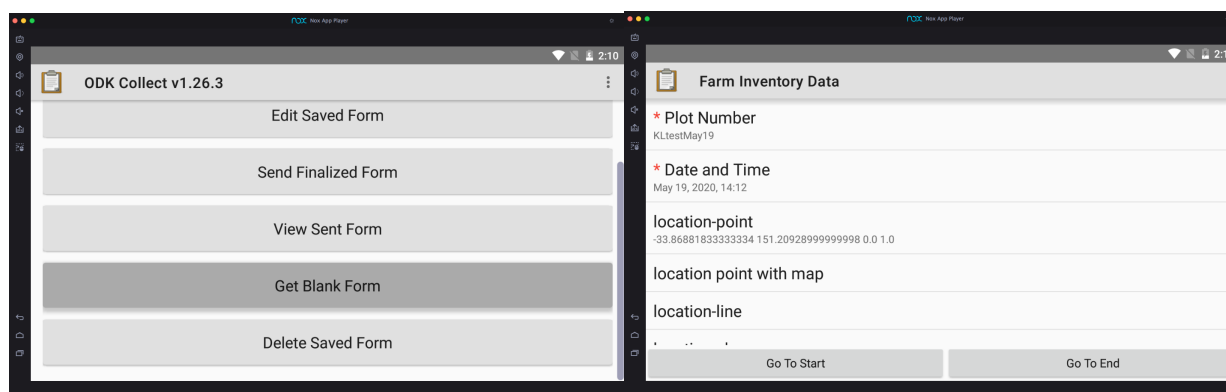 nox Nox App Player
2:10
ODK Collect v1.26.3
Edit Saved Form
Send Finalized Form
View Sent Form
Get Blank Form
Delete Saved Form
nox Nox App Player
Farm Inventory Data
* Plot Number
KLtestMay19
* Date and Time
May 19, 2020, 14:12
location-point
-33.86881833333334 151.20928999999998 0.0 1.0
location point with map
location-line
Go To Start
Go To End